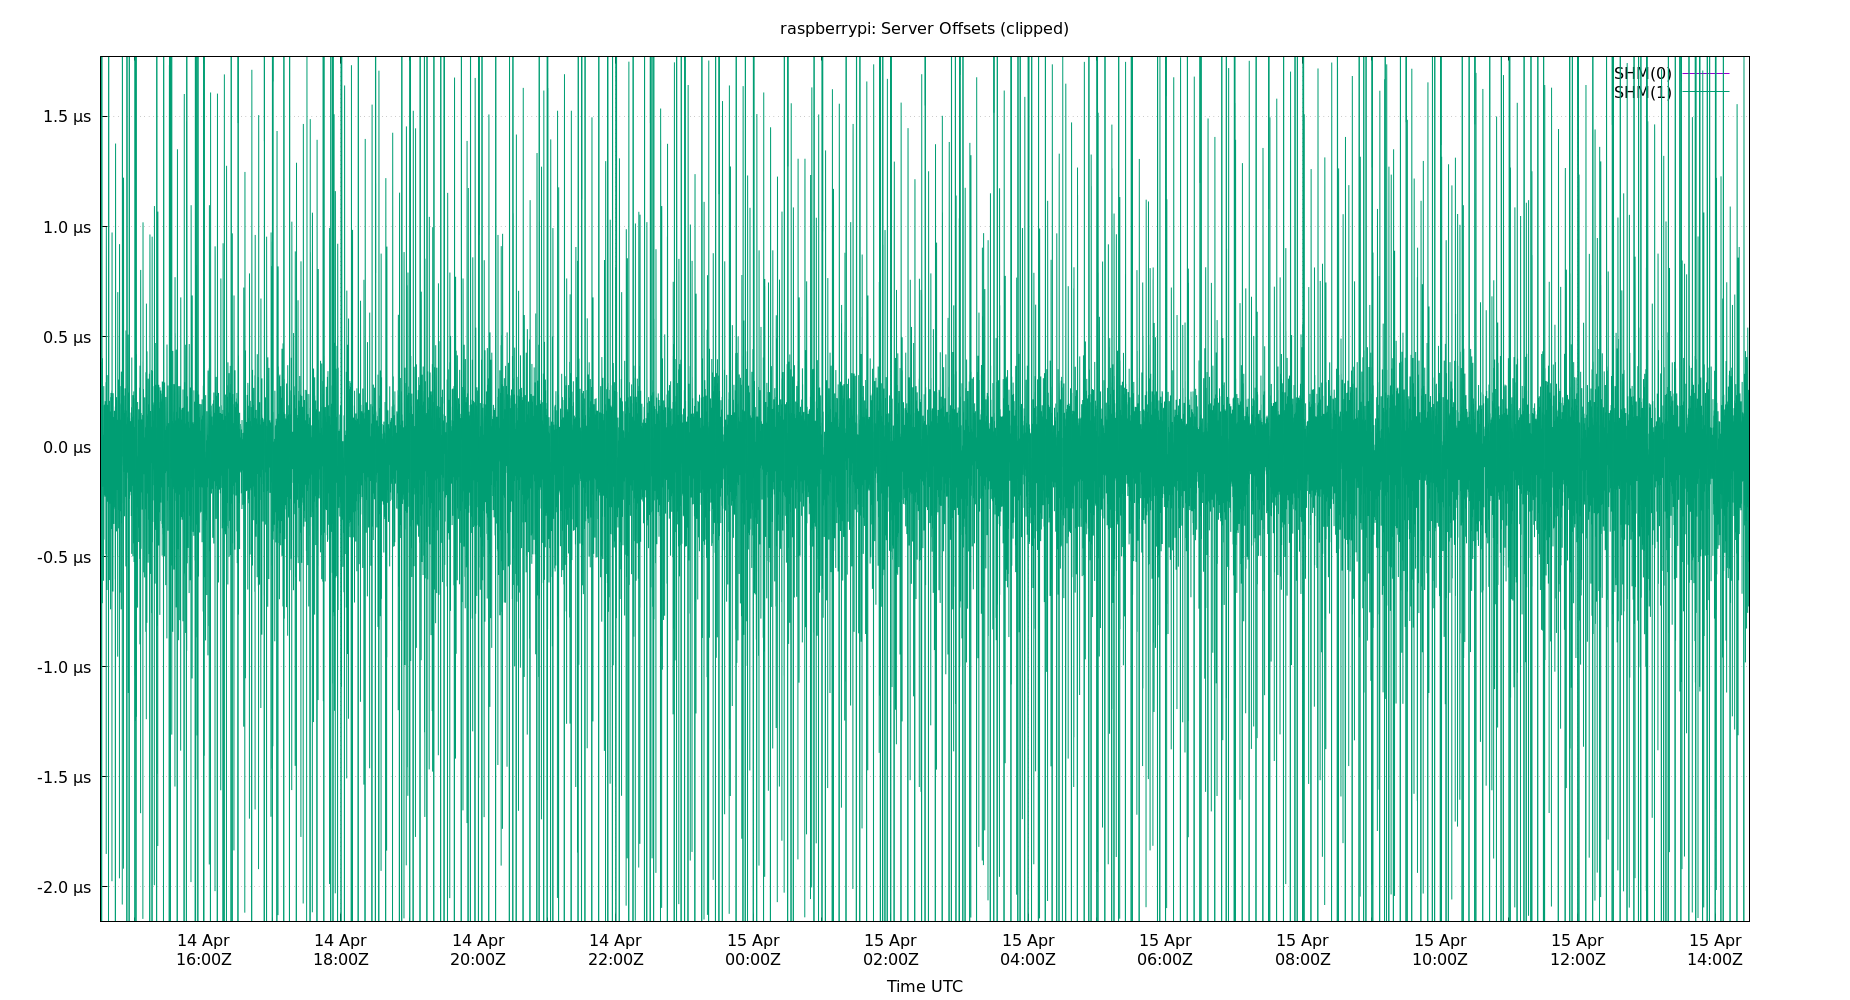 raspberrypi: Server Offsets (clipped)
SHM(0)
SHM(1)
1.5 µs
1.0 µs
0.5 µs
0.0 µs
-0.5 µs
-1.0 µs
-1.5 µs
-2.0 µs
14 Apr 14 Apr 14 Apr 14 Apr 15 Apr 15 Apr 15 Apr 15 Apr 15 Apr 15 Apr 15 Apr 15 Apr
16:00Z 18:00Z 20:00Z 22:00Z 00:00Z 02:00Z 04:00Z 06:00Z 08:00Z 10:00Z 12:00Z 14:00Z
Time UTC